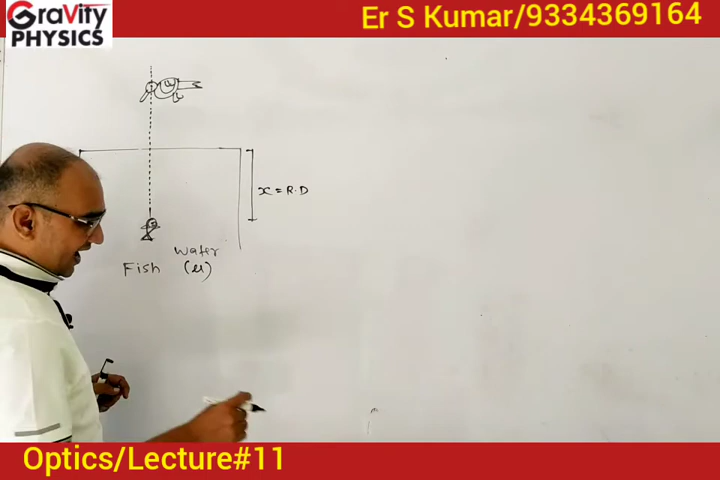 GraVity
PHYSICS
Er S Kumar/9334369164
x = R.D
Water
Fish (μ)
Optics/Lecture#11